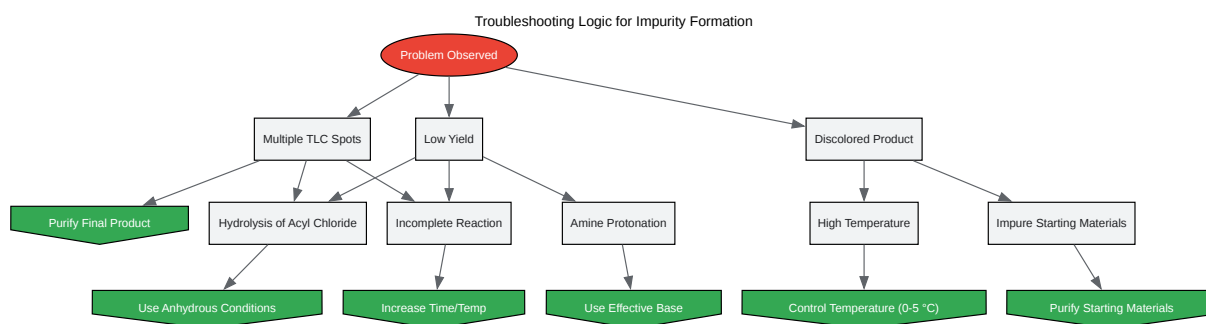 Troubleshooting Logic for Impurity Formation
Problem Observed
Multiple TLC Spots
Low Yield
Discolored Product
Purify Final Product
Hydrolysis of Acyl Chloride
Incomplete Reaction
Amine Protonation
High Temperature
Impure Starting Materials
Use Anhydrous Conditions
Increase Time/Temp
Use Effective Base
Control Temperature (0-5 °C)
Purify Starting Materials